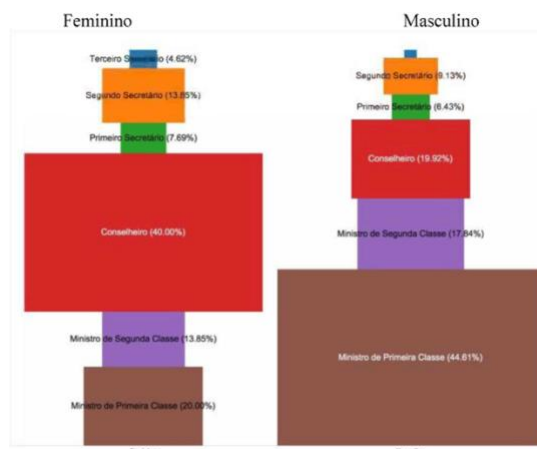 Feminino
Terceiro Secretário (4.62%)
Segundo Secretário (13.85%)
Primeiro Secretário (7.69%)
Conselheiro (40.00%)
Ministro de Segunda Classe (13.85%)
Ministro de Primeira Classe (20.00%)
Masculino
Segundo Secretário (9.13%)
Primeiro Secretário (6.43%)
Conselheiro (19.92%)
Ministro de Segunda Classe (17.84%)
Ministro de Primeira Classe (44.61%)